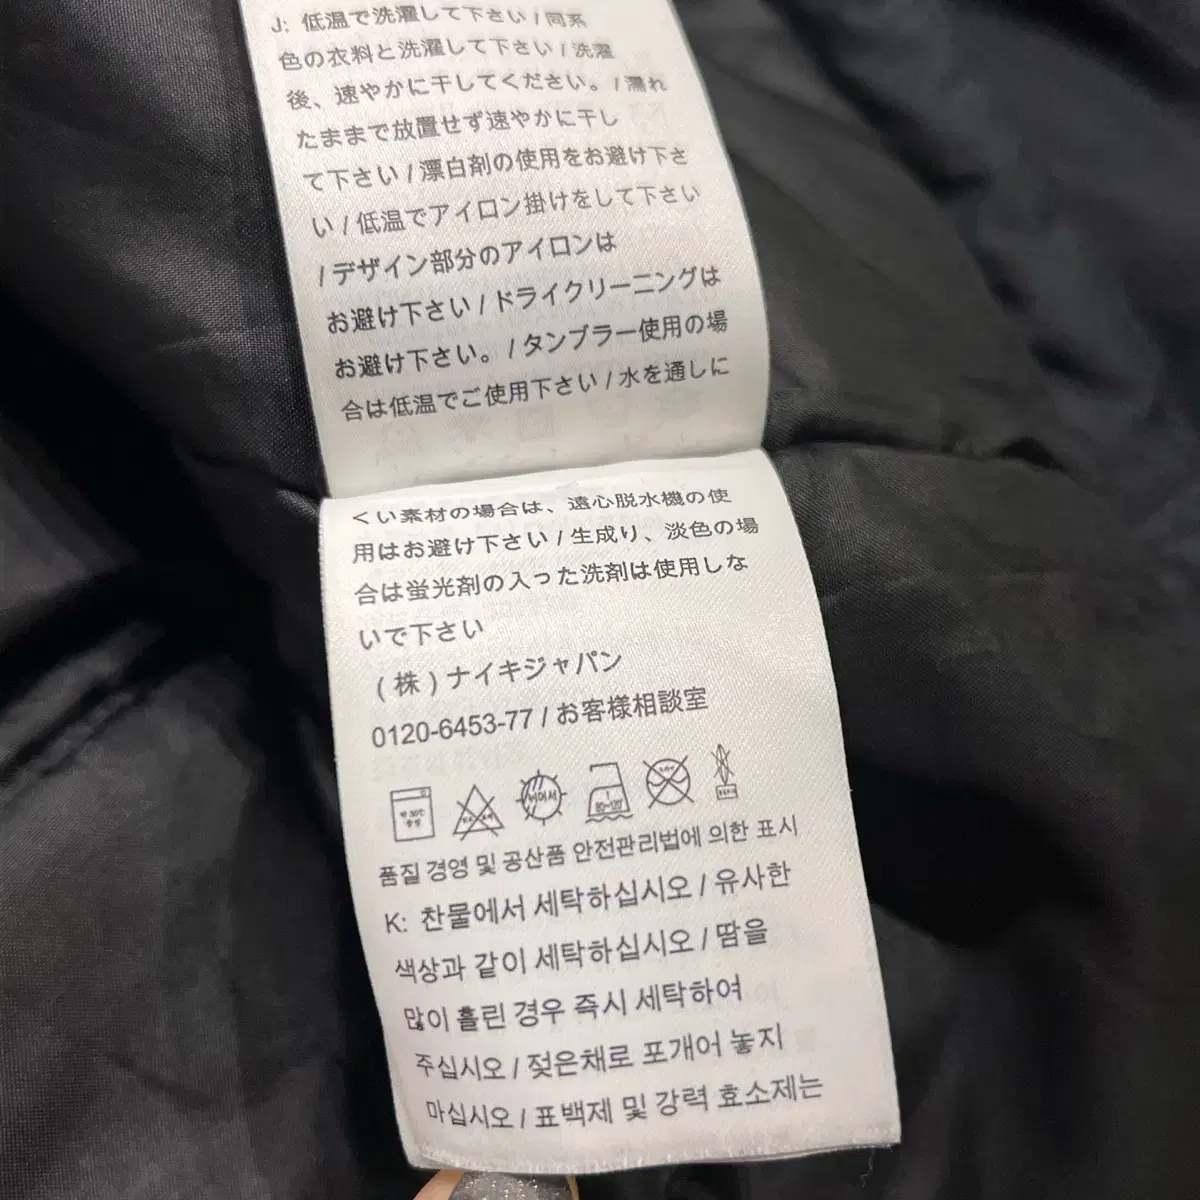 J: 低温で洗濯して下さい / 同系
色の衣料と洗濯して下さい / 洗濯
後、速やかに干してください。/ 濡れ
たままで放置せず速やかに干し
て下さい / 漂白剤の使用をお避け下さ
い / 低温でアイロン掛けをして下さい
/ デザイン部分のアイロンは
お避け下さい / ドライクリーニングは
お避け下さい。/ タンブラー使用の場
合は低温でご使用下さい / 水を通しに
くい素材の場合は、遠心脱水機の使
用はお避け下さい / 生成り、淡色の場
合は蛍光剤の入った洗剤は使用しな
いで下さい
(株) ナイキジャパン
0120-6453-77 / お客様相談室
약 30℃ 중성 뉘어서 1 80~120℃
품질 경영 및 공산품 안전관리법에 의한 표시
K: 찬물에서 세탁하십시오 / 유사한
색상과 같이 세탁하십시오 / 땀을
많이 흘린 경우 즉시 세탁하여
주십시오 / 젖은채로 포개어 놓지
마십시오 / 표백제 및 강력 효소제는